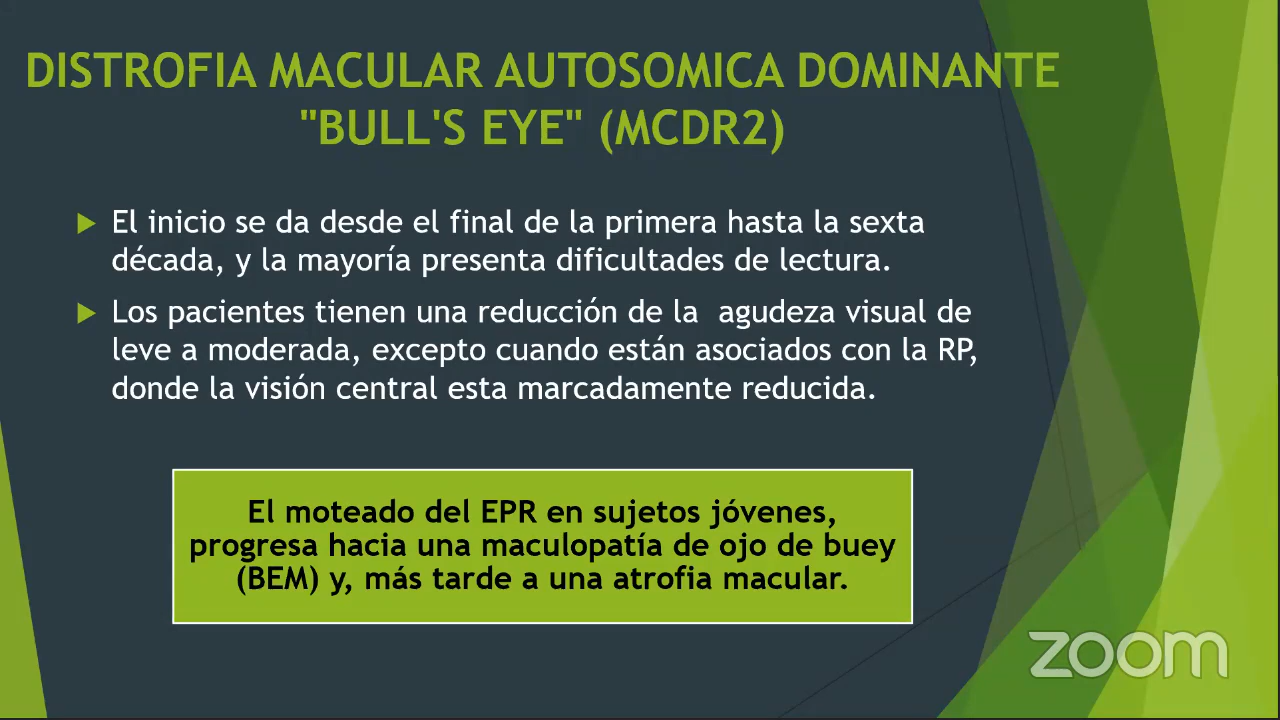 DISTROFIA MACULAR AUTOSOMICA DOMINANTE
"BULL'S EYE" (MCDR2)
El inicio se da desde el final de la primera hasta la sexta
década, y la mayoría presenta dificultades de lectura.
Los pacientes tienen una reducción de la  agudeza visual de
leve a moderada, excepto cuando están asociados con la RP,
donde la visión central esta marcadamente reducida.
El moteado del EPR en sujetos jóvenes,
progresa hacia una maculopatía de ojo de buey
(BEM) y, más tarde a una atrofia macular.
zoom